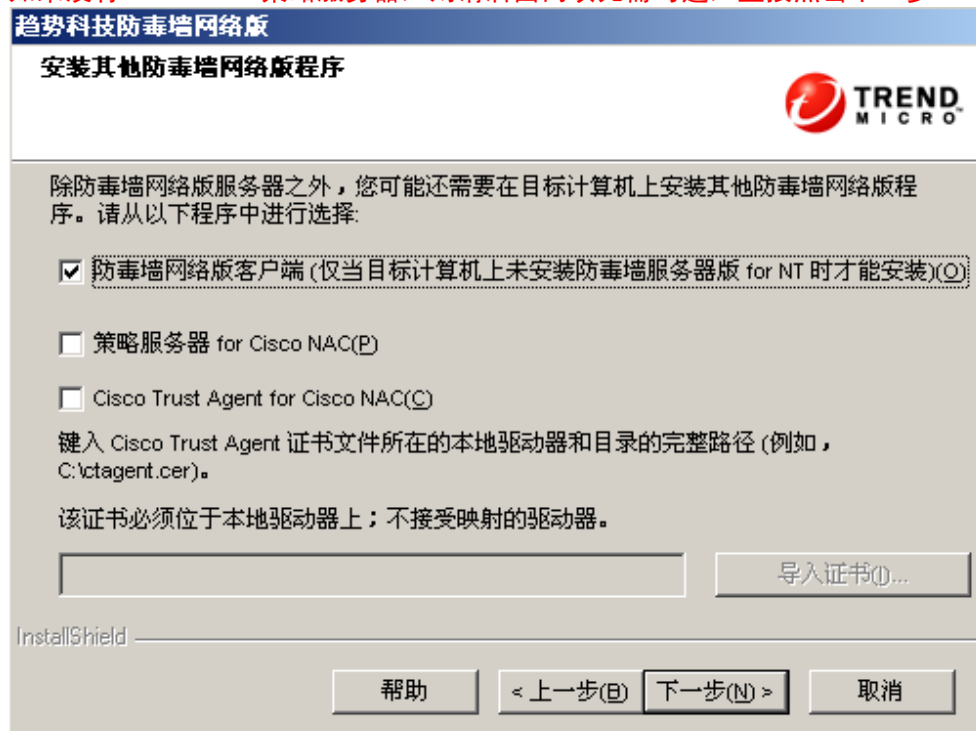 趋势科技防毒墙网络版
安装其他防毒墙网络版程序
TREND
MICRO
除防毒墙网络版服务器之外，您可能还需要在目标计算机上安装其他防毒墙网络版程
序。请从以下程序中进行选择:
防毒墙网络版客户端 (仅当目标计算机上未安装防毒墙服务器版 for NT 时才能安装)(O)
策略服务器 for Cisco NAC(P)
Cisco Trust Agent for Cisco NAC(C)
键入 Cisco Trust Agent 证书文件所在的本地驱动器和目录的完整路径 (例如，
C:\ctagent.cer)。
该证书必须位于本地驱动器上；不接受映射的驱动器。
导入证书(I)...
InstallShield
帮助 < 上一步(B) 下一步(N) > 取消